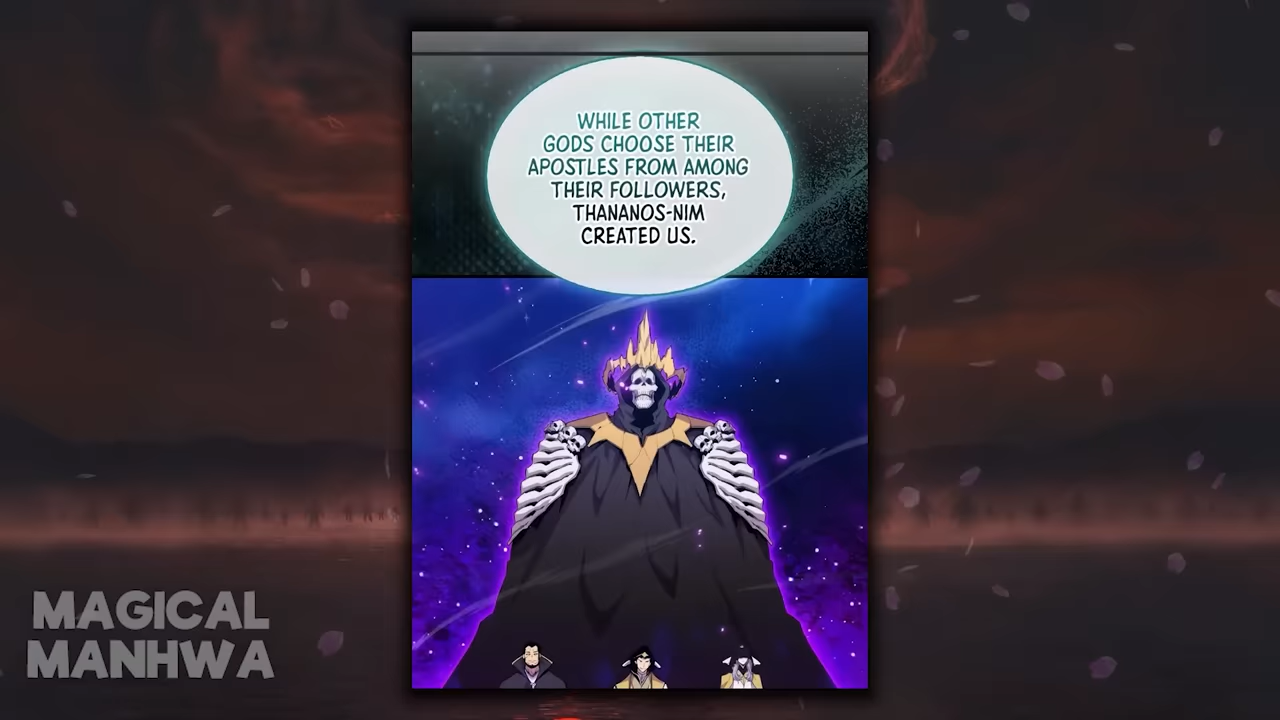 WHILE OTHER
GODS CHOOSE THEIR
APOSTLES FROM AMONG
THEIR FOLLOWERS,
THANANOS-NIM
CREATED US.
MAGICAL
MANHWA